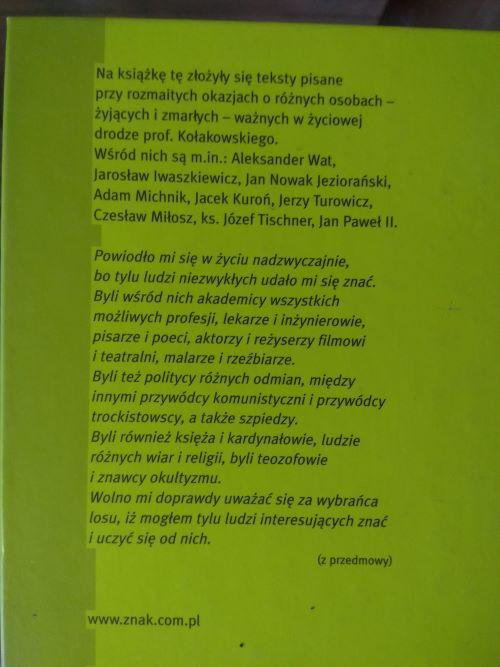 Na książkę tę złożyły się teksty pisane
przy rozmaitych okazjach o różnych osobach –
żyjących i zmarłych – ważnych w życiowej
drodze prof. Kołakowskiego.
Wśród nich są m.in.: Aleksander Wat,
Jarosław Iwaszkiewicz, Jan Nowak Jeziorański,
Adam Michnik, Jacek Kuroń, Jerzy Turowicz,
Czesław Miłosz, ks. Józef Tischner, Jan Paweł II.
Powiodło mi się w życiu nadzwyczajnie,
bo tylu ludzi niezwykłych udało mi się znać.
Byli wśród nich akademicy wszystkich
możliwych profesji, lekarze i inżynierowie,
pisarze i poeci, aktorzy i reżyserzy filmowi
i teatralni, malarze i rzeźbiarze.
Byli też politycy różnych odmian, między
innymi przywódcy komunistyczni i przywódcy
trockistowscy, a także szpiedzy.
Byli również księża i kardynałowie, ludzie
różnych wiar i religii, byli teozofowie
i znawcy okultyzmu.
Wolno mi doprawdy uważać się za wybrańca
losu, iż mogłem tylu ludzi interesujących znać
i uczyć się od nich.
(z przedmowy)
www.znak.com.pl